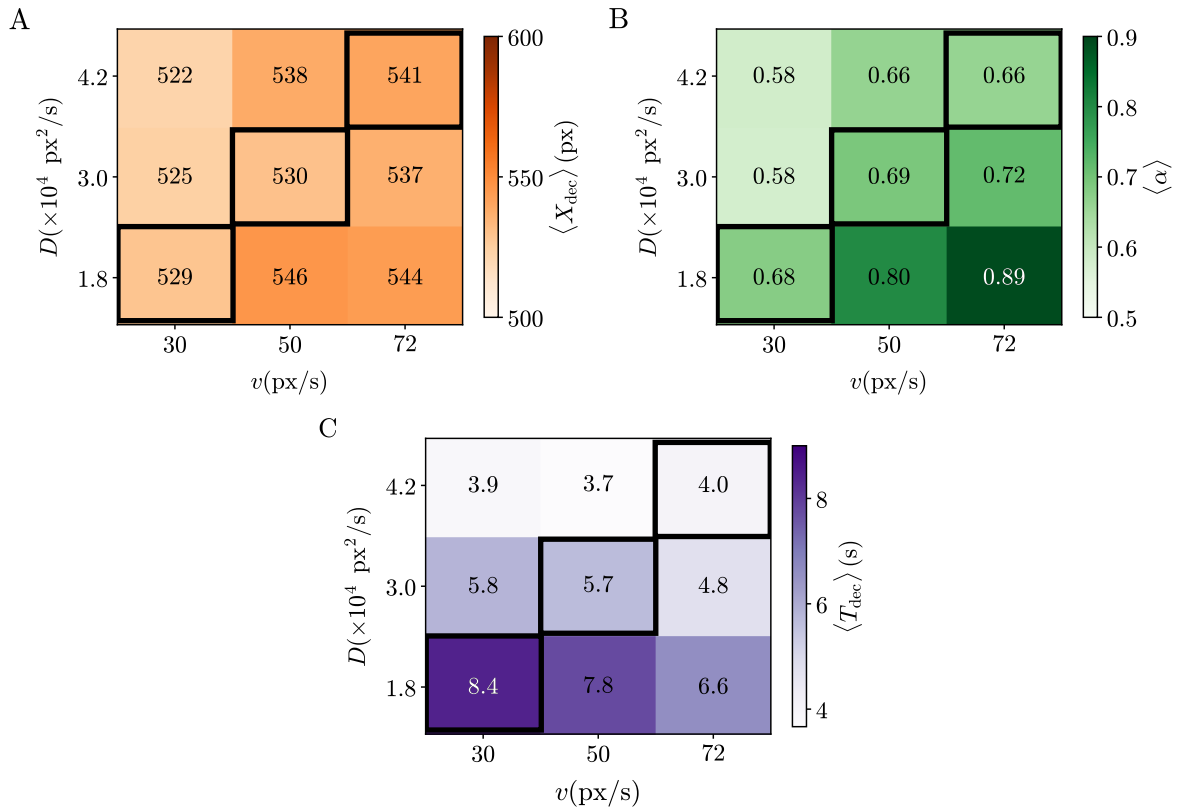 A
D(×10⁴ px²/s)
4.2 522 538 541
3.0 525 530 537
1.8 529 546 544
30 50 72
v(px/s)
600
550
500
⟨X_dec⟩(px)
B
D(×10⁴ px²/s)
4.2 0.58 0.66 0.66
3.0 0.58 0.69 0.72
1.8 0.68 0.80 0.89
30 50 72
v(px/s)
0.9
0.8
0.7
0.6
0.5
⟨α⟩
C
D(×10⁴ px²/s)
4.2 3.9 3.7 4.0
3.0 5.8 5.7 4.8
1.8 8.4 7.8 6.6
30 50 72
v(px/s)
8
6
4
⟨T_dec⟩(s)